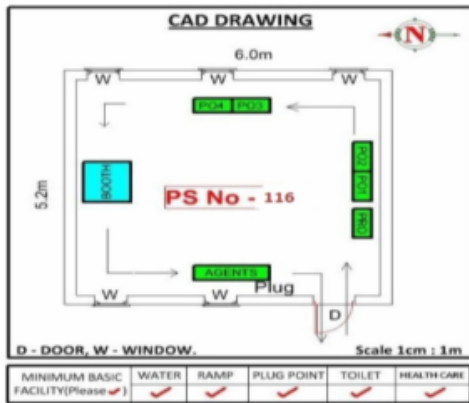 CAD DRAWING
N
6.0m
W W W
PO4 PO3
5.2m
BOOTH
PO2
PO1
PS No - 116
PRO
AGENTS
Plug
W W
D
D - DOOR, W - WINDOW. Scale 1cm : 1m
MINIMUM BASIC FACILITY(Please ✓) WATER RAMP PLUG POINT TOILET HEALTH CARE
✓ ✓ ✓ ✓ ✓